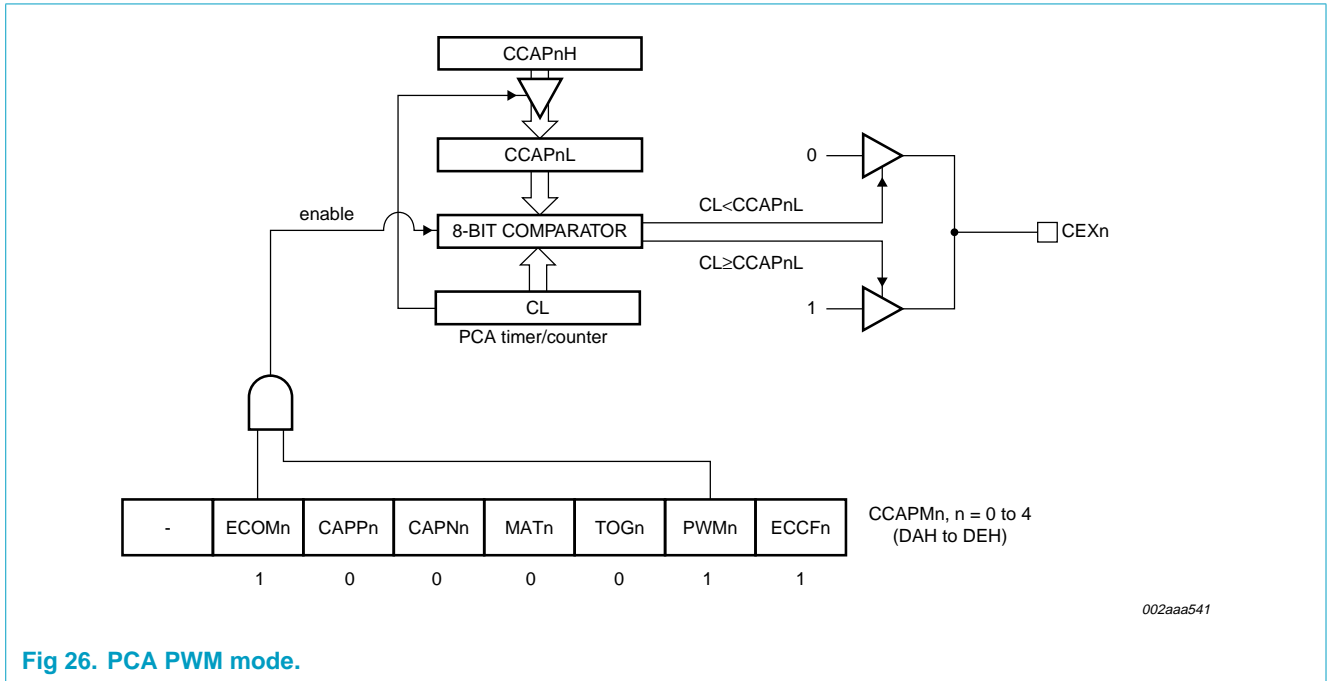 CCAPnH
CCAPnL
0
enable
CL<CCAPnL
8-BIT COMPARATOR
CEXn
CL≥CCAPnL
CL
1
PCA timer/counter
- ECOMn CAPPn CAPNn MATn TOGn PWMn ECCFn
CCAPMn, n = 0 to 4
(DAH to DEH)
1 0 0 0 0 1 1
002aaa541
Fig 26. PCA PWM mode.